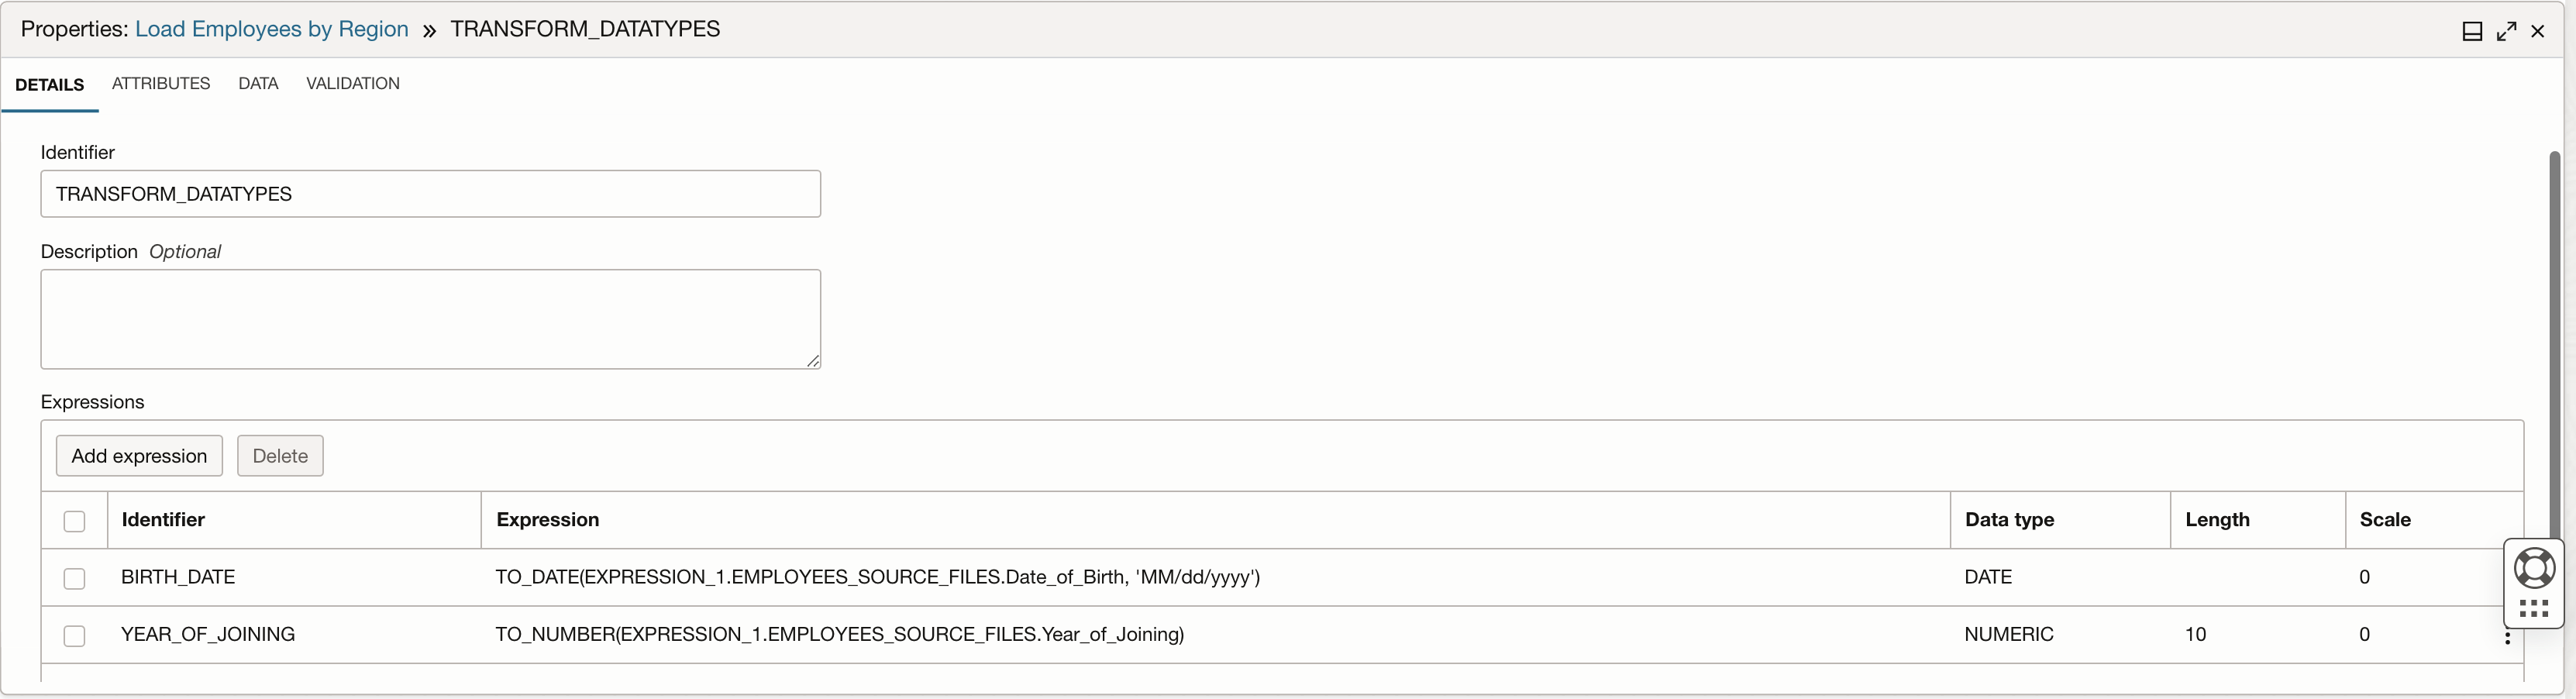 Properties: Load Employees by Region » TRANSFORM_DATATYPES
DETAILS ATTRIBUTES DATA VALIDATION
Identifier
TRANSFORM_DATATYPES
Description Optional
Expressions
Add expression Delete
Identifier Expression Data type Length Scale
BIRTH_DATE TO_DATE(EXPRESSION_1.EMPLOYEES_SOURCE_FILES.Date_of_Birth, 'MM/dd/yyyy') DATE 0
YEAR_OF_JOINING TO_NUMBER(EXPRESSION_1.EMPLOYEES_SOURCE_FILES.Year_of_Joining) NUMERIC 10 0